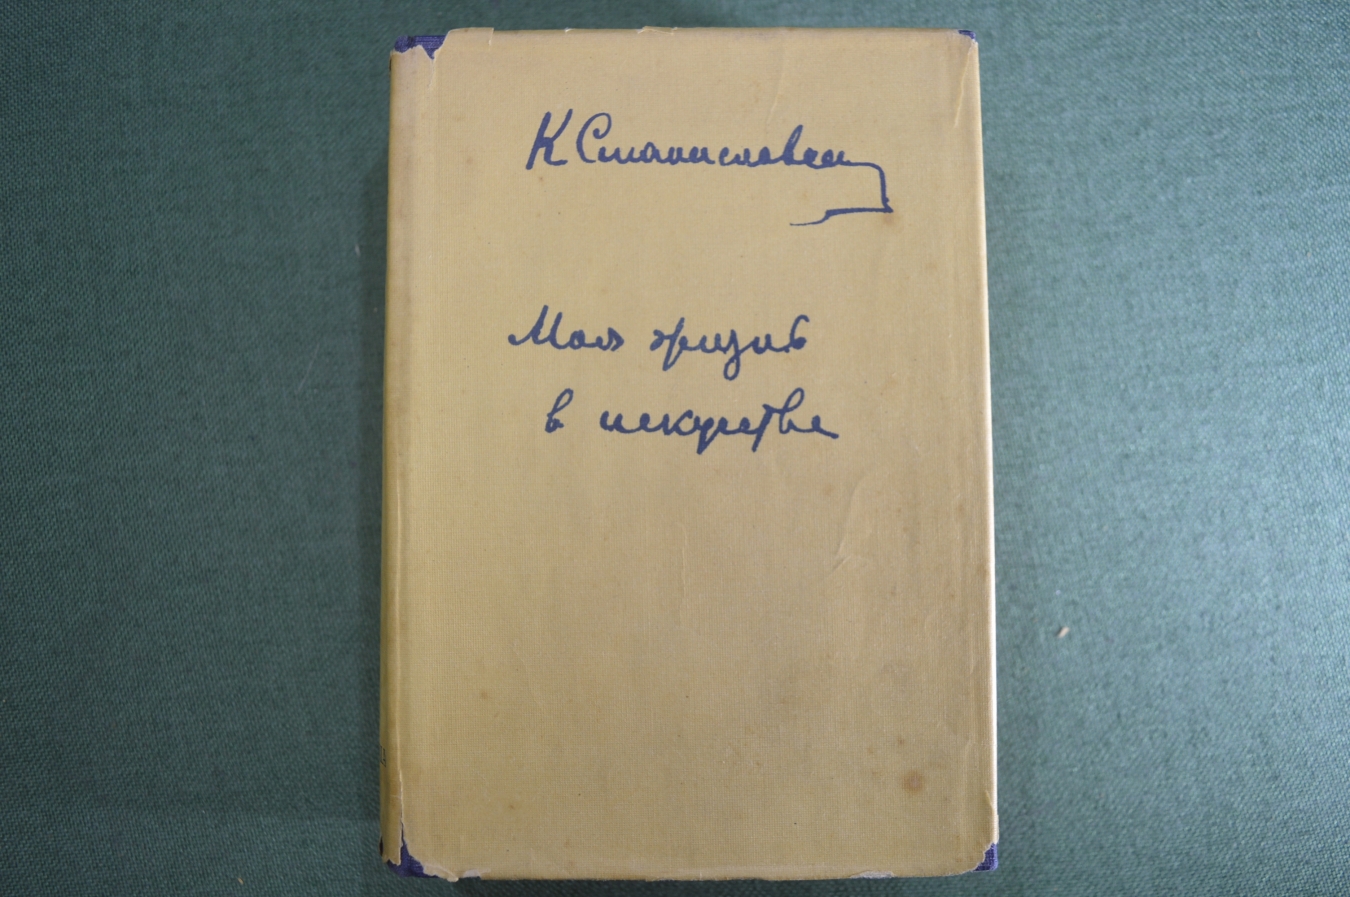 К Станиславский
Моя жизнь
в искусстве